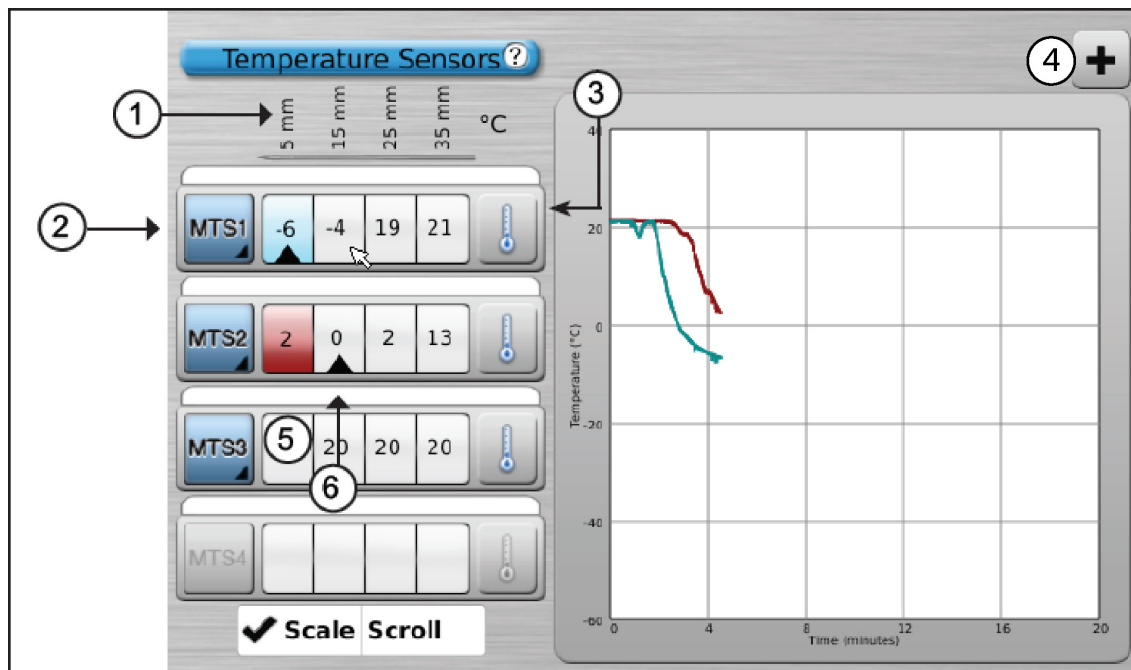 Temperature Sensors ?
4 +
3
1
5 mm 15 mm 25 mm 35 mm °C
2
MTS1 -6 -4 19 21
MTS2 2 0 2 13
MTS3 5 20 20 20
6
MTS4
Scale Scroll
40
20
0
-20
-40
-60
Temperature (°C)
0 4 8 12 16 20
Time (minutes)